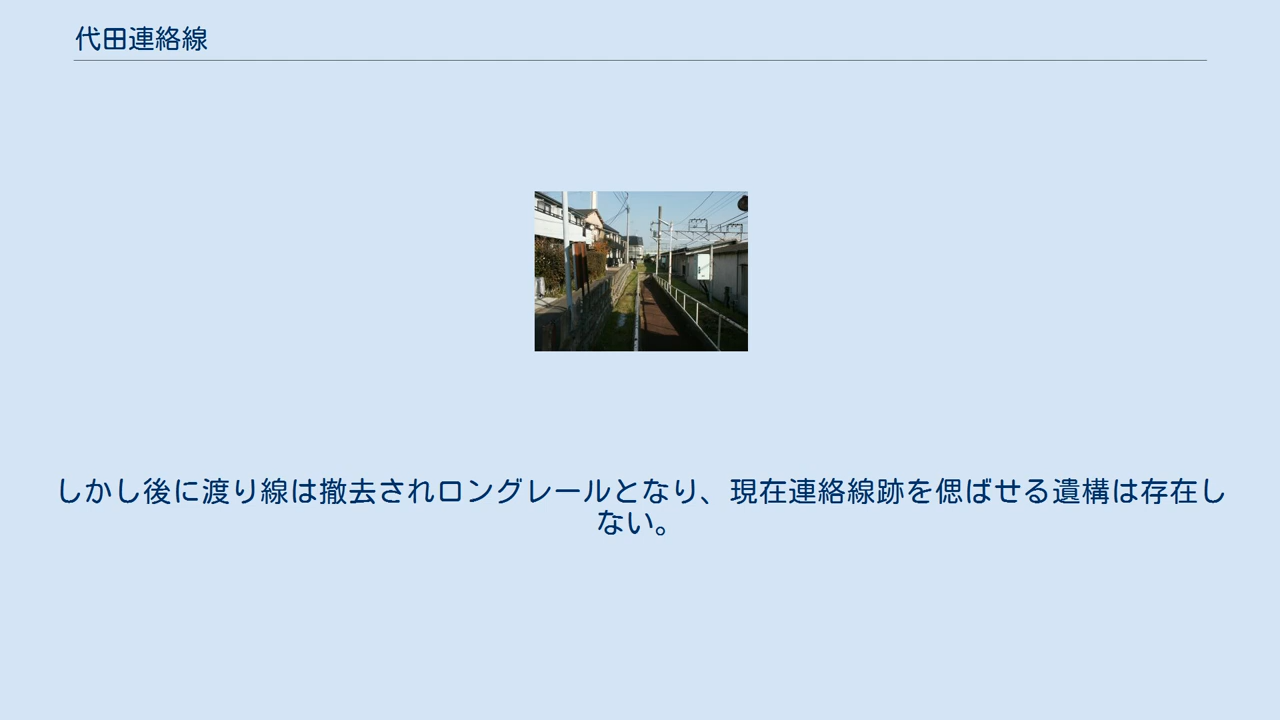 代田連絡線
しかし後に渡り線は撤去されロングレールとなり、現在連絡線跡を偲ばせる遺構は存在し
ない。